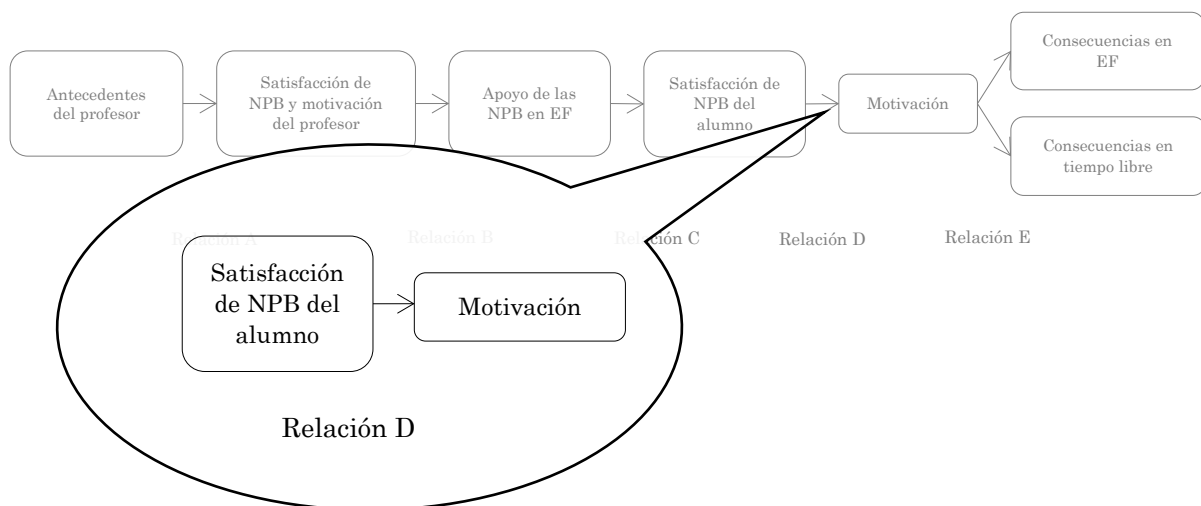 Antecedentes
del profesor
Satisfacción de
NPB y motivación
del profesor
Apoyo de las
NPB en EF
Satisfacción de
NPB del
alumno
Motivación
Consecuencias en
EF
Consecuencias en
tiempo libre
Relación A
Relación B
Relación C
Relación D
Relación E
Satisfacción
de NPB del
alumno
Motivación
Relación D